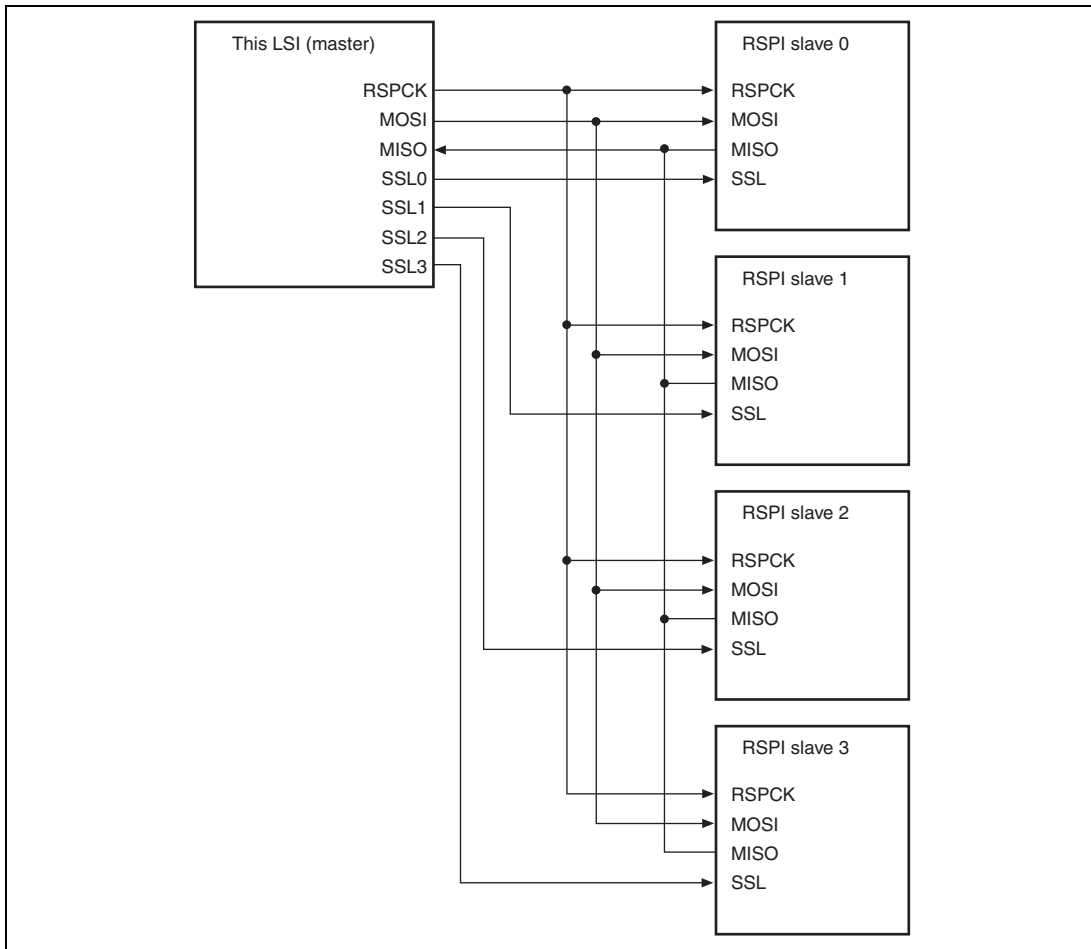 This LSI (master)
RSPCK
MOSI
MISO
SSL0
SSL1
SSL2
SSL3
RSPI slave 0
RSPCK
MOSI
MISO
SSL
RSPI slave 1
RSPCK
MOSI
MISO
SSL
RSPI slave 2
RSPCK
MOSI
MISO
SSL
RSPI slave 3
RSPCK
MOSI
MISO
SSL